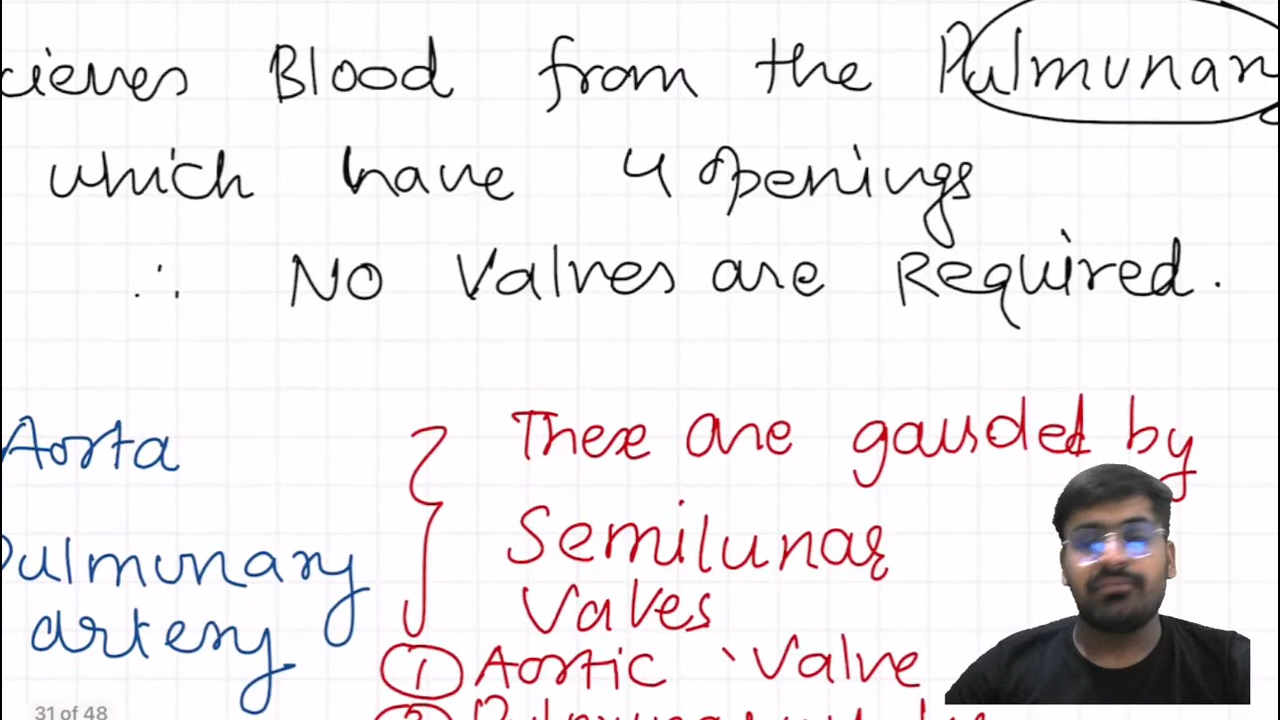 cieves Blood from the Pulmunar
which have 4 openings
∴ No Valves are Required.
Aorta
These are gaurded by
Semilunar
Valves
Pulmunary
artery
① Aortic Valve
31 of 48